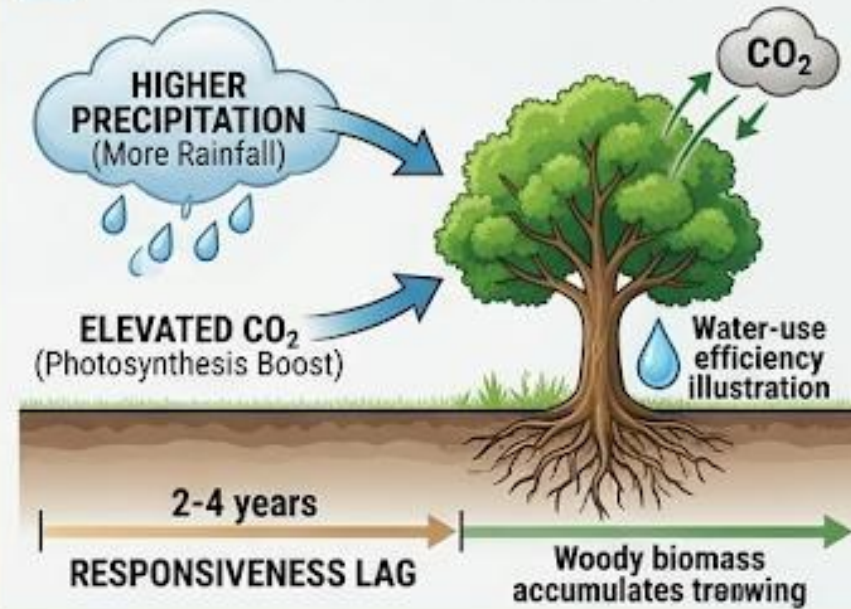 HIGHER
PRECIPITATION
(More Rainfall)
CO₂
ELEVATED CO₂
(Photosynthesis Boost)
Water-use
efficiency
illustration
2-4 years
RESPONSIVENESS LAG
Woody biomass
accumulates